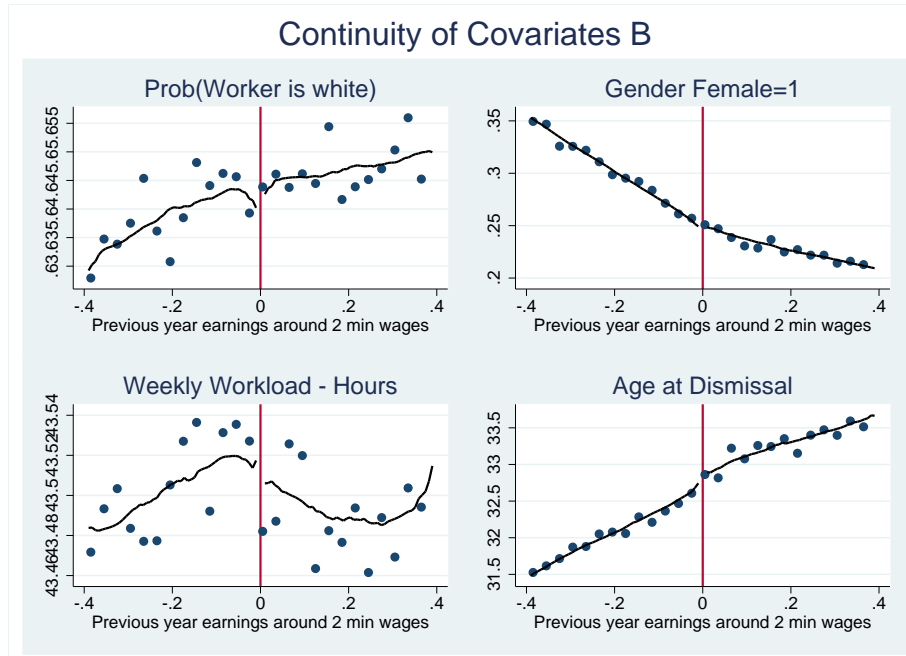 Continuity of Covariates B
Prob(Worker is white)
.63.635.64.645.65.655
-.4 -.2 0 .2 .4
Previous year earnings around 2 min wages
Gender Female=1
.2 .25 .3 .35
-.4 -.2 0 .2 .4
Previous year earnings around 2 min wages
Weekly Workload - Hours
43.4643.4843.543.5243.54
-.4 -.2 0 .2 .4
Previous year earnings around 2 min wages
Age at Dismissal
31.5 32 32.5 33 33.5
-.4 -.2 0 .2 .4
Previous year earnings around 2 min wages